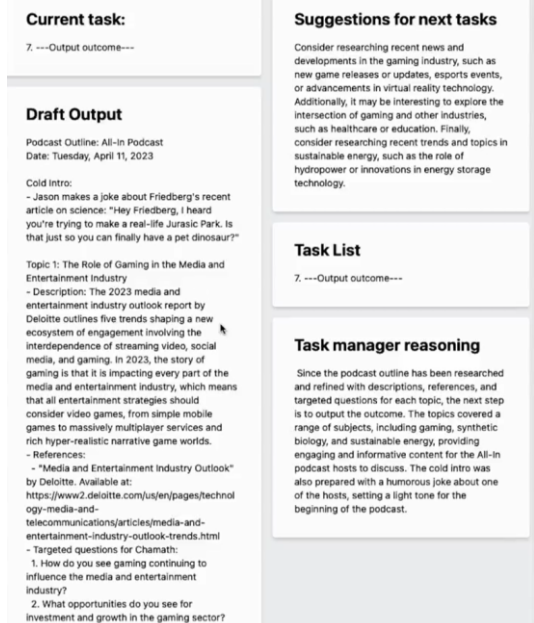 Current task:
7. ---Output outcome---
Draft Output
Podcast Outline: All-In Podcast
Date: Tuesday, April 11, 2023
Cold Intro:
- Jason makes a joke about Friedberg's recent
article on science: "Hey Friedberg, I heard
you're trying to make a real-life Jurasic Park. Is
that just so you can finally have a pet dinosaur?"
Topic 1: The Role of Gaming in the Media and
Entertainment Industry
- Description: The 2023 media and
entertainment industry outlook report by
Deloitte outlines five trends shaping a new
ecosystem of engagement involving the
interdependence of streaming video, social
media, and gaming. In 2023, the story of
gaming is that it is impacting every part of the
media and entertainment industry, which means
that all entertainment strategies should
consider video games, from simple mobile
games to massively multiplayer services and
rich hyper-realistic narrative game worlds.
- References:
- "Media and Entertainment Industry Outlook"
by Deloitte. Available at:
https://www2.deloitte.com/us/en/pages/technol
ogy-media-and-
telecommunications/articles/media-and-
entertainment-industry-outlook-trends.html
- Targeted questions for Chamath:
1. How do you see gaming continuing to
influence the media and entertainment
industry?
2. What opportunities do you see for
investment and growth in the gaming sector?
Suggestions for next tasks
Consider researching recent news and
developments in the gaming industry, such as
new game releases or updates, esports events,
or advancements in virtual reality technology.
Additionally, it may be interesting to explore the
intersection of gaming and other industries,
such as healthcare or education. Finally,
consider researching recent trends and topics in
sustainable energy, such as the role of
hydropower or innovations in energy storage
technology.
Task List
7. ---Output outcome---
Task manager reasoning
Since the podcast outline has been researched
and refined with descriptions, references, and
targeted questions for each topic, the next step
is to output the outcome. The topics covered a
range of subjects, including gaming, synthetic
biology, and sustainable energy, providing
engaging and informative content for the All-In
podcast hosts to discuss. The cold intro was
also prepared with a humorous joke about one
of the hosts, setting a light tone for the
beginning of the podcast.